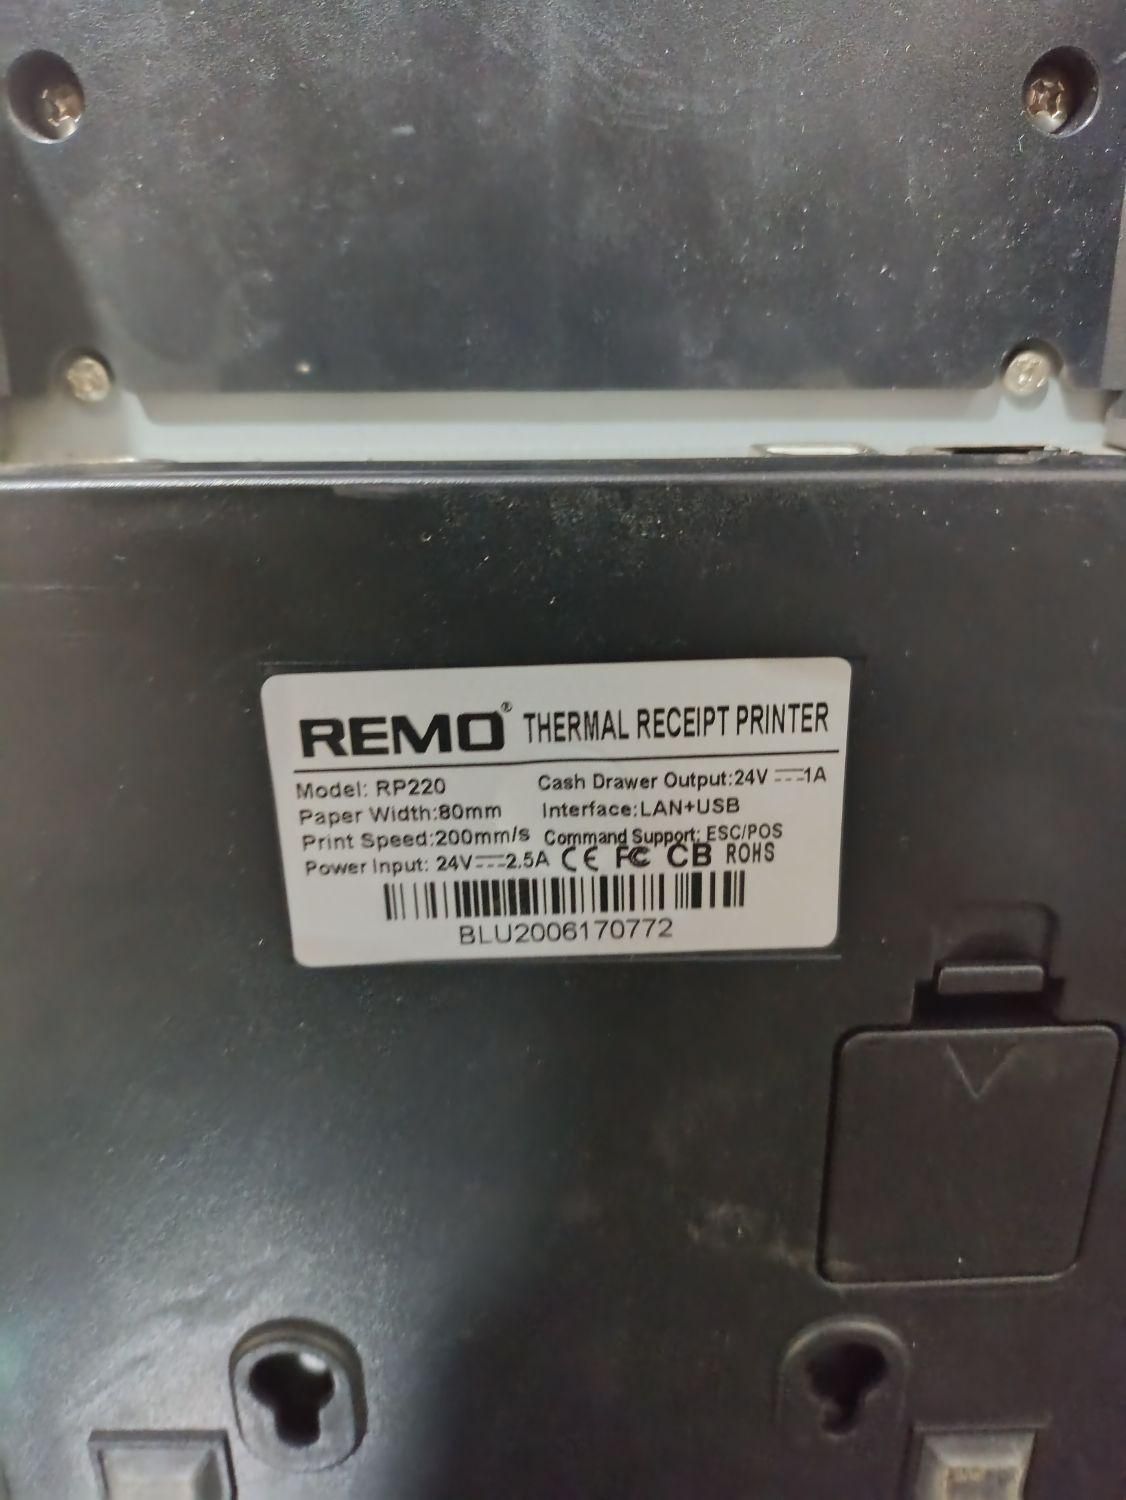 REMO® THERMAL RECEIPT PRINTER
Model: RP220 Cash Drawer Output:24V ⎓1A
Paper Width:80mm Interface:LAN+USB
Print Speed:200mm/s Command Support: ESC/POS
Power Input: 24V⎓2.5A CE FC CB ROHS
BLU2006170772